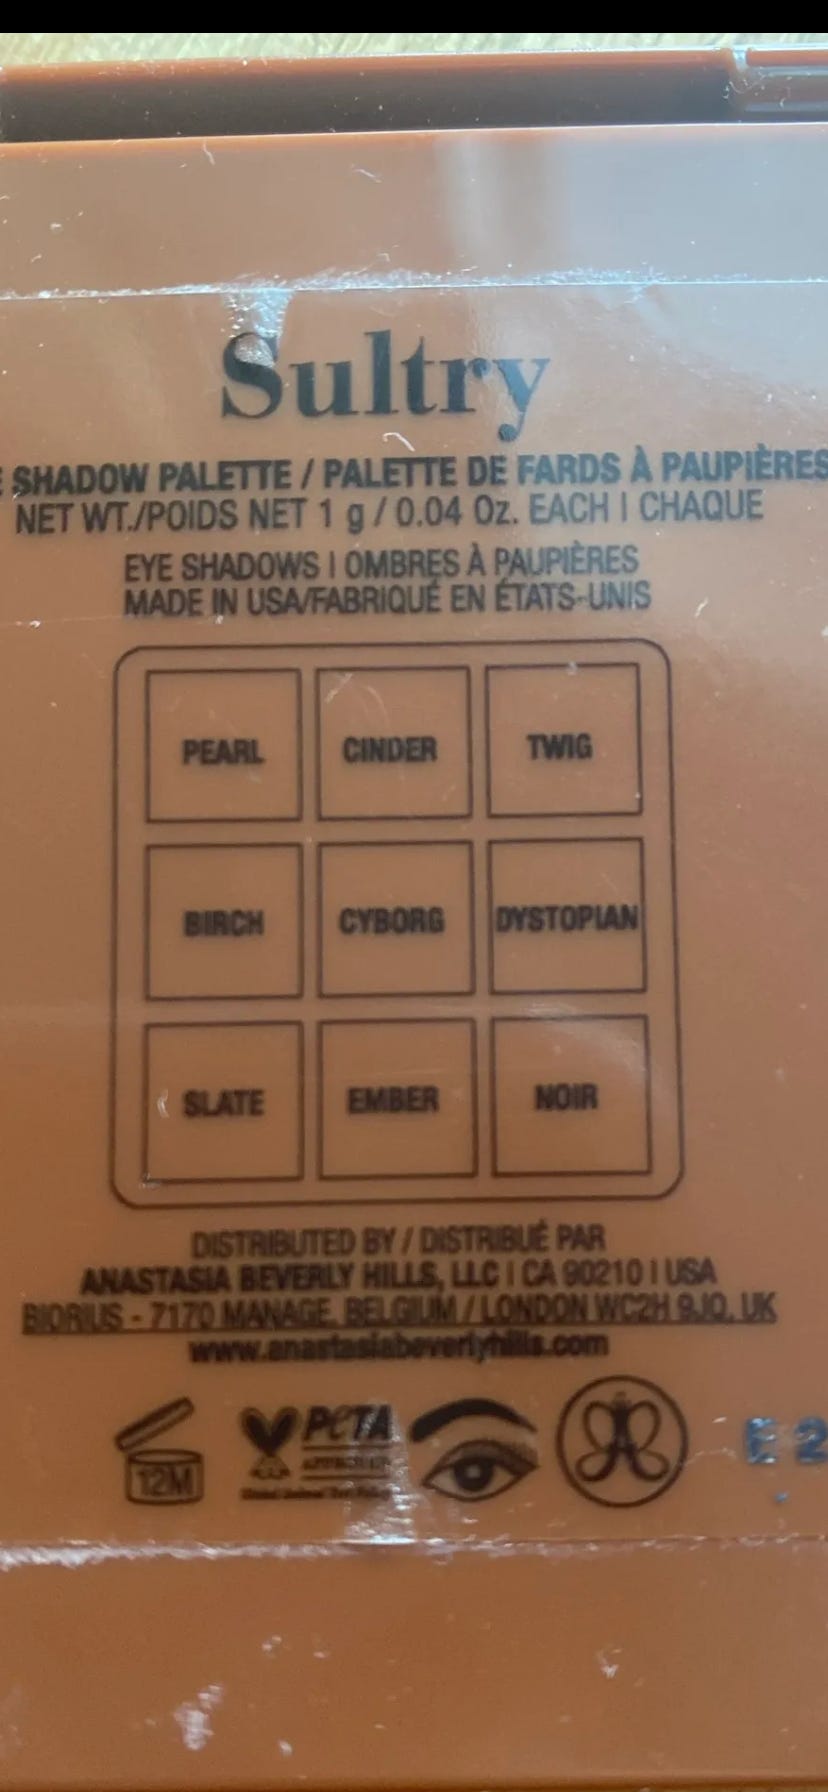 Sultry
E SHADOW PALETTE / PALETTE DE FARDS À PAUPIÈRES
NET WT./POIDS NET 1 g / 0.04 Oz. EACH | CHAQUE
EYE SHADOWS | OMBRES À PAUPIÈRES
MADE IN USA/FABRIQUÉ EN ÉTATS-UNIS
PEARL CINDER TWIG
BIRCH CYBORG DYSTOPIAN
SLATE EMBER NOIR
DISTRIBUTED BY / DISTRIBUÉ PAR
ANASTASIA BEVERLY HILLS, LLC | CA 90210 | USA
BIORIUS - 7170 MANAGE, BELGIUM / LONDON WC2H 9JQ, UK
www.anastasiabeverlyhills.com
12M PETA E 2